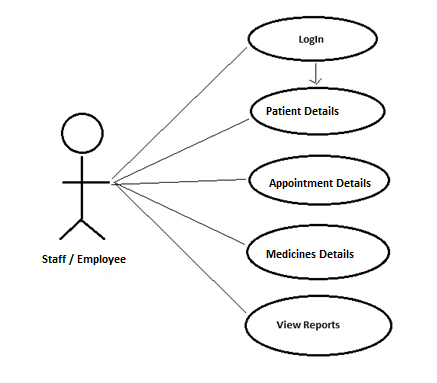 LogIn
Patient Details
Appointment Details
Staff / Employee
Medicines Details
View Reports